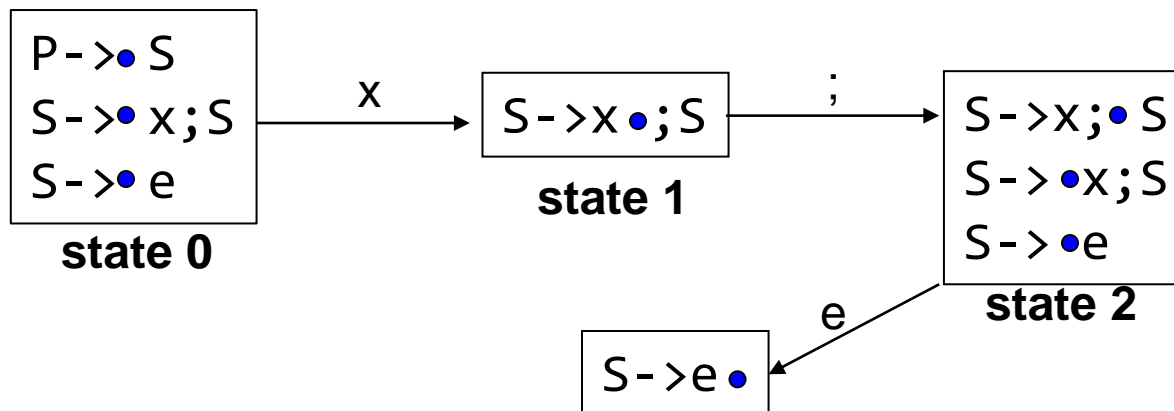 P->• S
S->• x;S
S->• e
state 0
x
S->x •;S
state 1
;
S->x;• S
S-> •x;S
S-> •e
state 2
e
S->e •